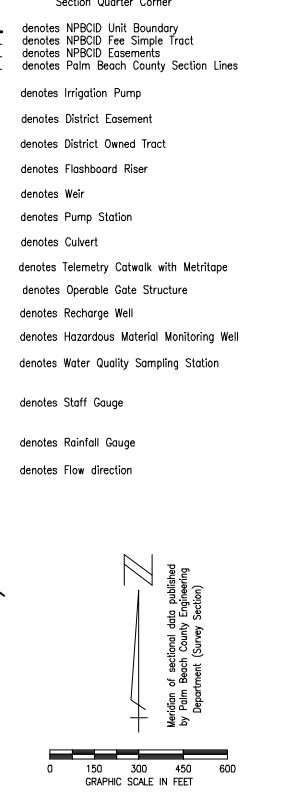 Section Quarter Corner
denotes NPBCID Unit Boundary
denotes NPBCID Fee Simple Tract
denotes NPBCID Easements
denotes Palm Beach County Section Lines
denotes Irrigation Pump
denotes District Easement
denotes District Owned Tract
denotes Flashboard Riser
denotes Weir
denotes Pump Station
denotes Culvert
denotes Telemetry Catwalk with Metritape
denotes Operable Gate Structure
denotes Recharge Well
denotes Hazardous Material Monitoring Well
denotes Water Quality Sampling Station
denotes Staff Gauge
denotes Rainfall Gauge
denotes Flow direction
N
Meridian of sectional data published
by Palm Beach County Engineering
Department (Survey Section)
0 150 300 450 600
GRAPHIC SCALE IN FEET